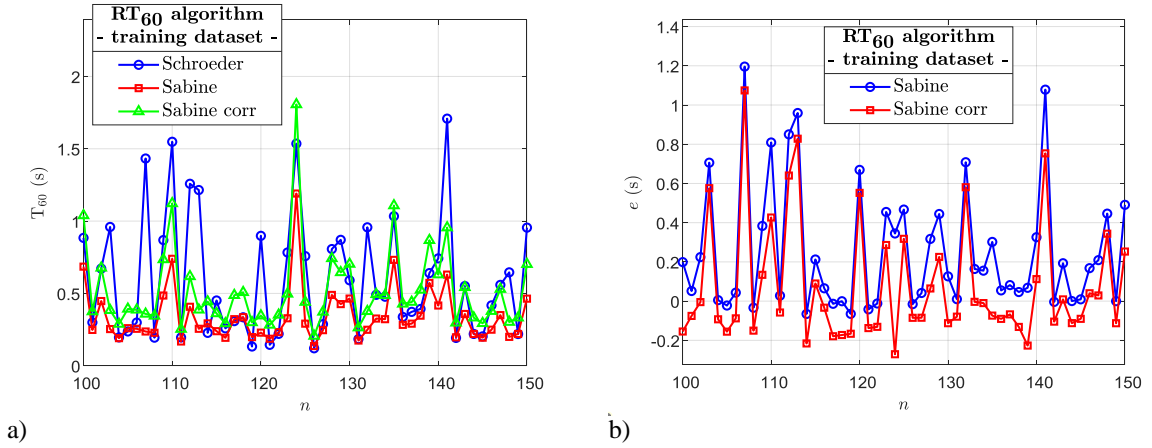 RT60 algorithm
- training dataset -
Schroeder
Sabine
Sabine corr
2
1.5
1
0.5
0
T60 (s)
100 110 120 130 140 150
n
a)
RT60 algorithm
- training dataset -
Sabine
Sabine corr
1.4
1.2
1
0.8
0.6
0.4
0.2
0
-0.2
e (s)
100 110 120 130 140 150
n
b)